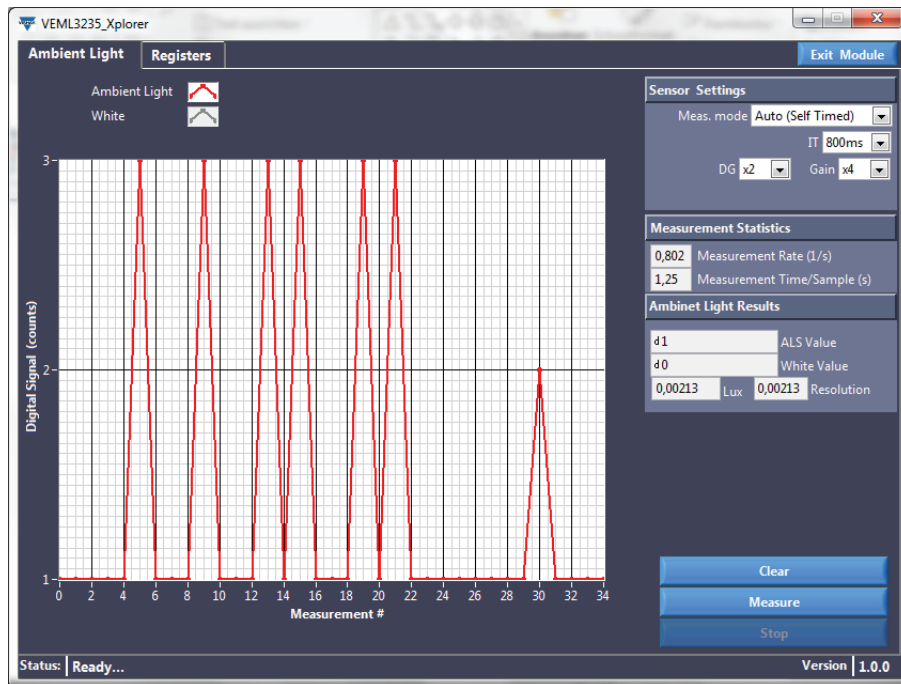 VEML3235_Xplorer
Ambient Light
Registers
Exit Module
Ambient Light
White
Sensor Settings
Meas. mode Auto (Self Timed)
IT 800ms
DG x2 Gain x4
Measurement Statistics
0,802 Measurement Rate (1/s)
1,25 Measurement Time/Sample (s)
Ambinet Light Results
d1 ALS Value
d0 White Value
0,00213 Lux 0,00213 Resolution
Digital Signal (counts)
3
2
1
0 2 4 6 8 10 12 14 16 18 20 22 24 26 28 30 32 34
Measurement #
Clear
Measure
Stop
Status: Ready...
Version 1.0.0